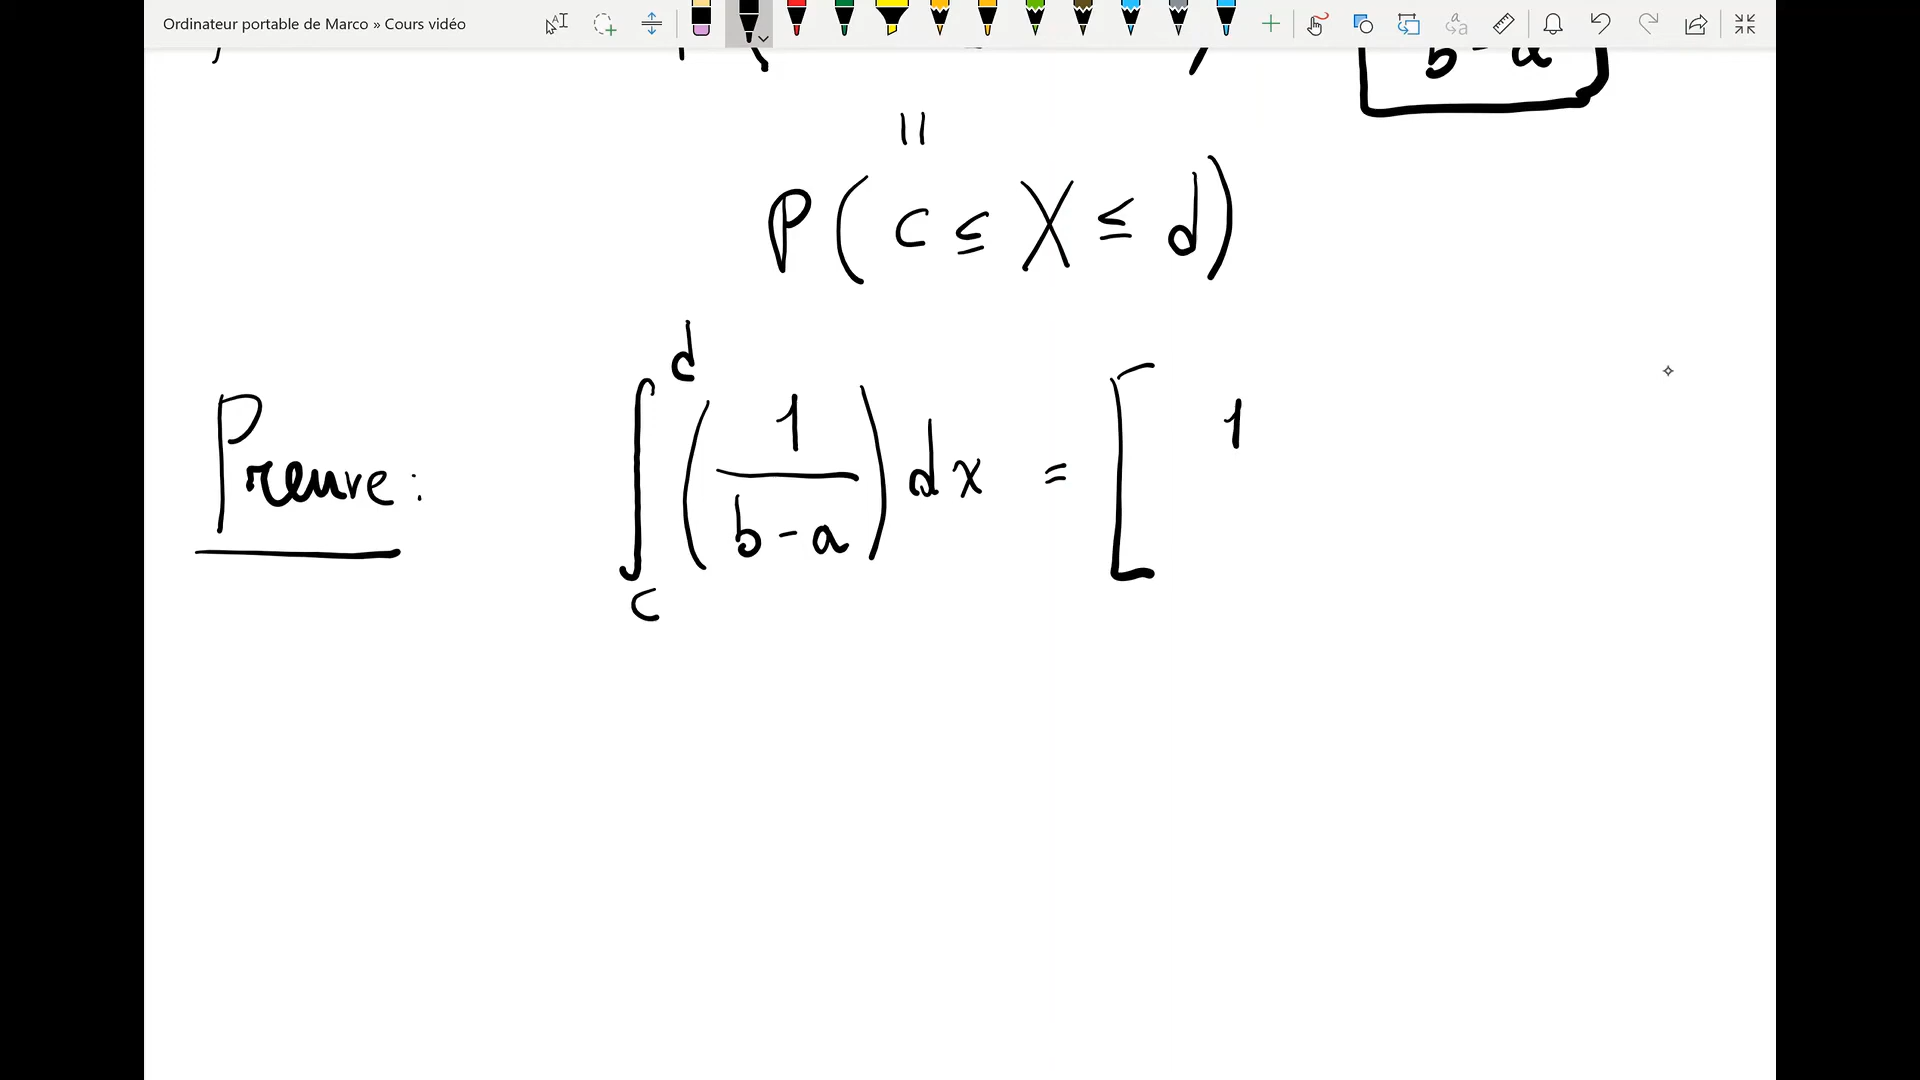 Ordinateur portable de Marco » Cours vidéo
b - a
=
P( c ≤ X ≤ d)
Preuve: ∫_c^d (1/(b-a)) dx = [ 1